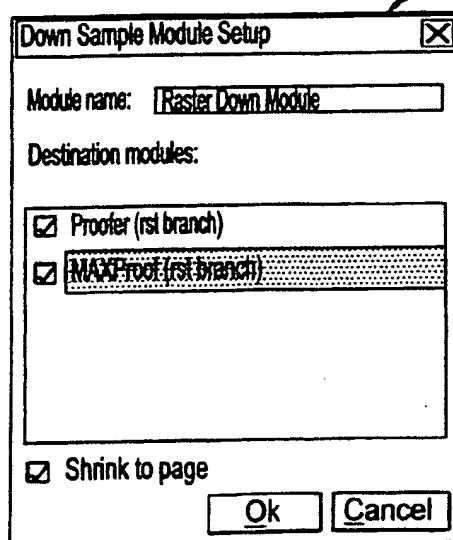 Down Sample Module Setup
Module name: Raster Down Module
Destination modules:
Proofer (rst branch)
MAXProof (rst branch)
Shrink to page
Ok Cancel